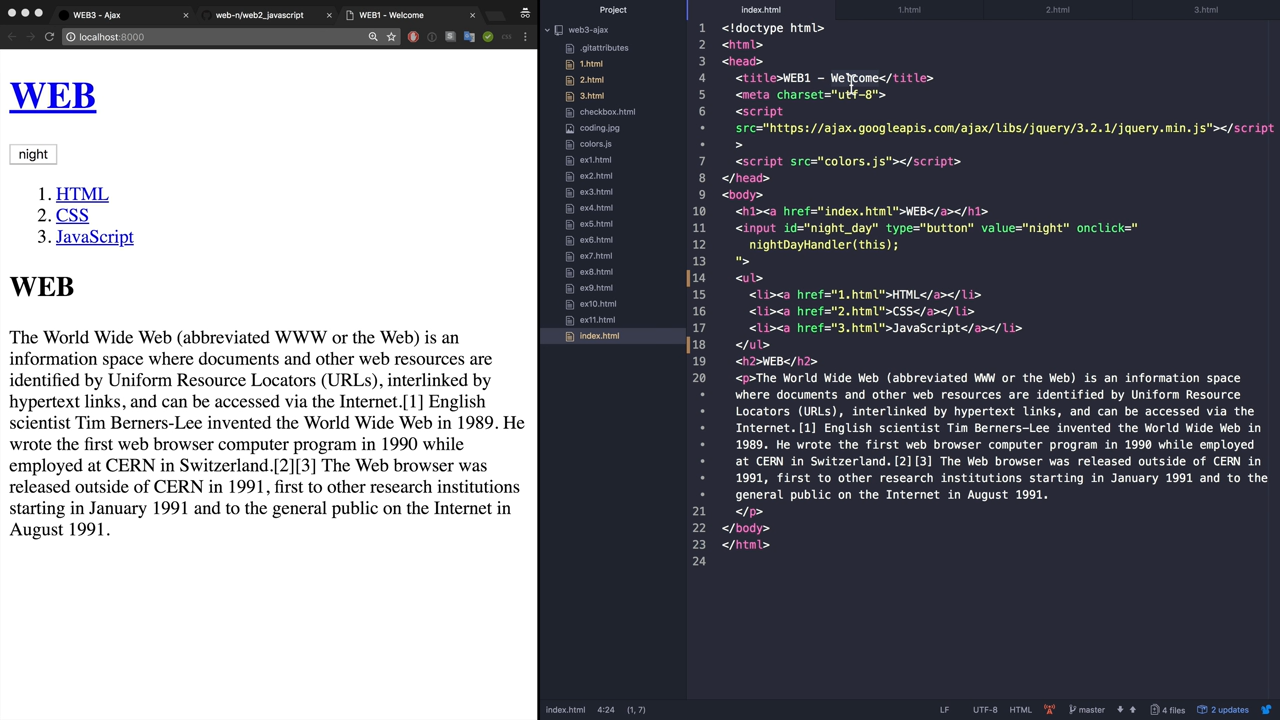 WEB3 - Ajax
web-n/web2_javascript
WEB1 - Welcome
localhost:8000
WEB
night
1. HTML
2. CSS
3. JavaScript
WEB
The World Wide Web (abbreviated WWW or the Web) is an
information space where documents and other web resources are
identified by Uniform Resource Locators (URLs), interlinked by
hypertext links, and can be accessed via the Internet.[1] English
scientist Tim Berners-Lee invented the World Wide Web in 1989. He
wrote the first web browser computer program in 1990 while
employed at CERN in Switzerland.[2][3] The Web browser was
released outside of CERN in 1991, first to other research institutions
starting in January 1991 and to the general public on the Internet in
August 1991.
Project
web3-ajax
.gitattributes
1.html
2.html
3.html
checkbox.html
coding.jpg
colors.js
ex1.html
ex2.html
ex3.html
ex4.html
ex5.html
ex6.html
ex7.html
ex8.html
ex9.html
ex10.html
ex11.html
index.html
index.html
1.html
2.html
3.html
1 <!doctype html>
2 <html>
3 <head>
4 <title>WEB1 - Welcome</title>
5 <meta charset="utf-8">
6 <script
• src="https://ajax.googleapis.com/ajax/libs/jquery/3.2.1/jquery.min.js"></script
• >
7 <script src="colors.js"></script>
8 </head>
9 <body>
10 <h1><a href="index.html">WEB</a></h1>
11 <input id="night_day" type="button" value="night" onclick="
12 nightDayHandler(this);
13 ">
14 <ul>
15 <li><a href="1.html">HTML</a></li>
16 <li><a href="2.html">CSS</a></li>
17 <li><a href="3.html">JavaScript</a></li>
18 </ul>
19 <h2>WEB</h2>
20 <p>The World Wide Web (abbreviated WWW or the Web) is an information space
• where documents and other web resources are identified by Uniform Resource
• Locators (URLs), interlinked by hypertext links, and can be accessed via the
• Internet.[1] English scientist Tim Berners-Lee invented the World Wide Web in
• 1989. He wrote the first web browser computer program in 1990 while employed
• at CERN in Switzerland.[2][3] The Web browser was released outside of CERN in
• 1991, first to other research institutions starting in January 1991 and to the
• general public on the Internet in August 1991.
21 </p>
22 </body>
23 </html>
24
index.html 4:24 (1, 7)
LF UTF-8 HTML master 4 files 2 updates